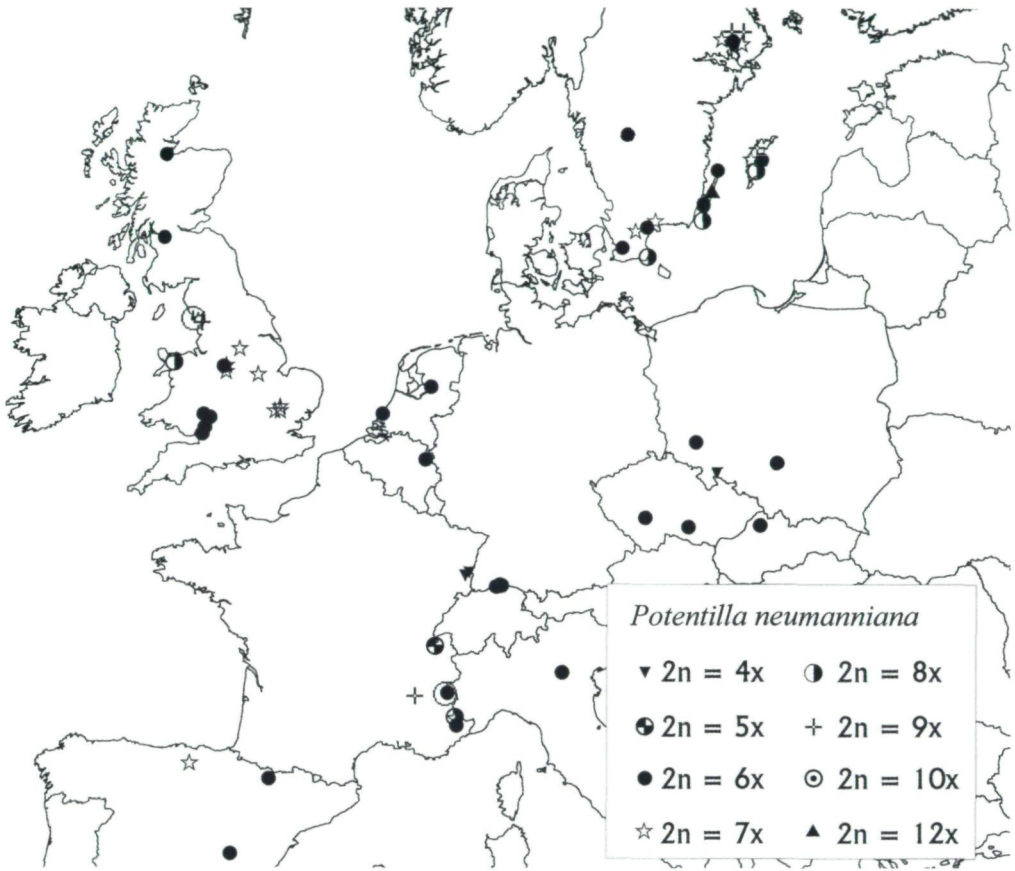 Potentilla neumanniana
▼ 2n = 4x ◑ 2n = 8x
2n = 5x + 2n = 9x
● 2n = 6x ⊙ 2n = 10x
☆ 2n = 7x ▲ 2n = 12x